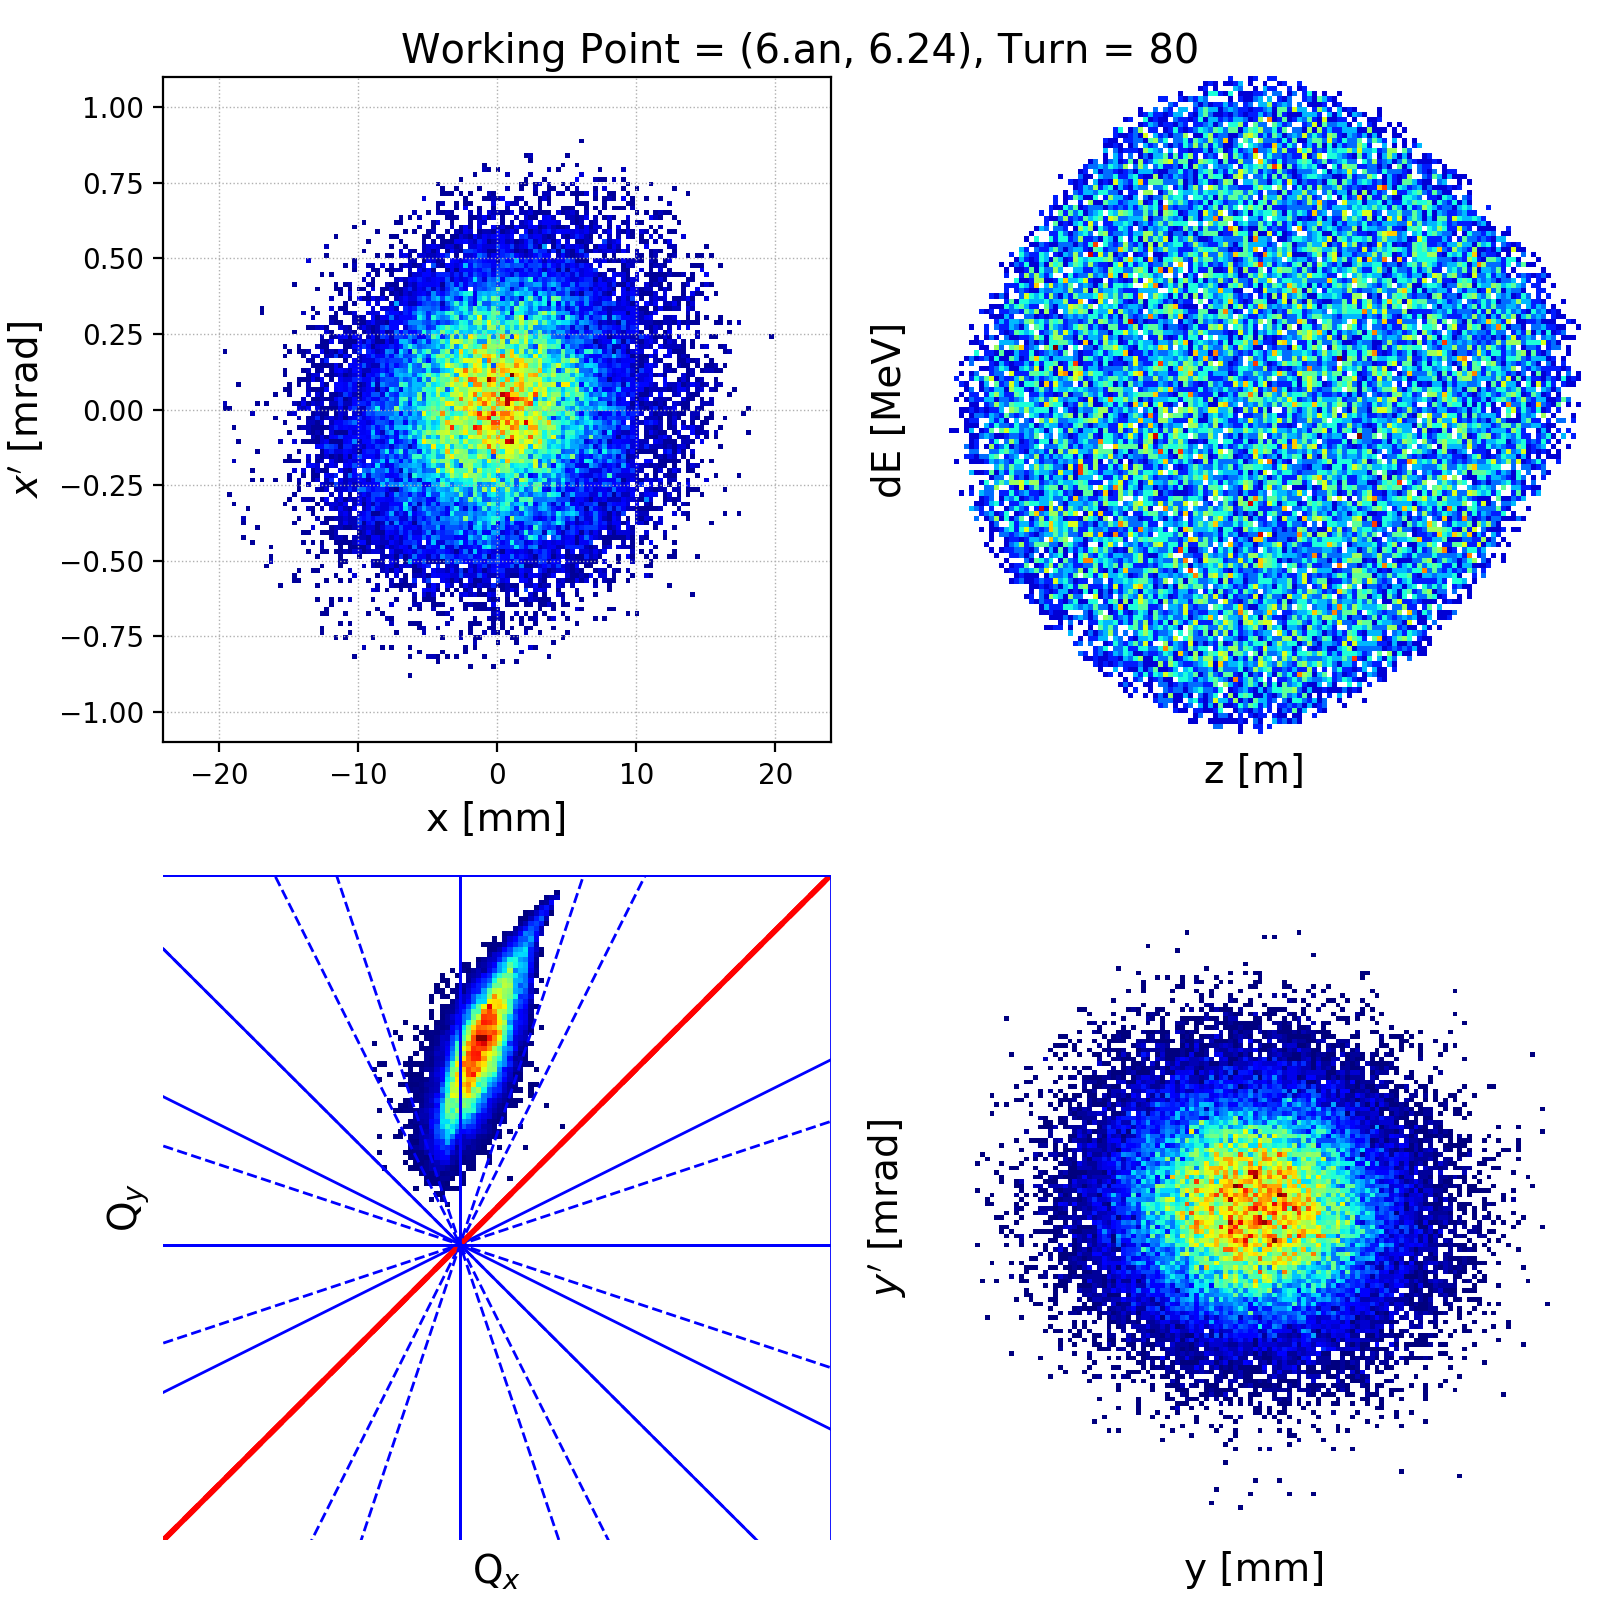 Working Point = (6.an, 6.24), Turn = 80
1.00
0.75
0.50
0.25
0.00
−0.25
−0.50
−0.75
−1.00
x′ [mrad]
−20 −10 0 10 20
x [mm]
dE [MeV]
z [m]
Qy
Qx
y′ [mrad]
y [mm]